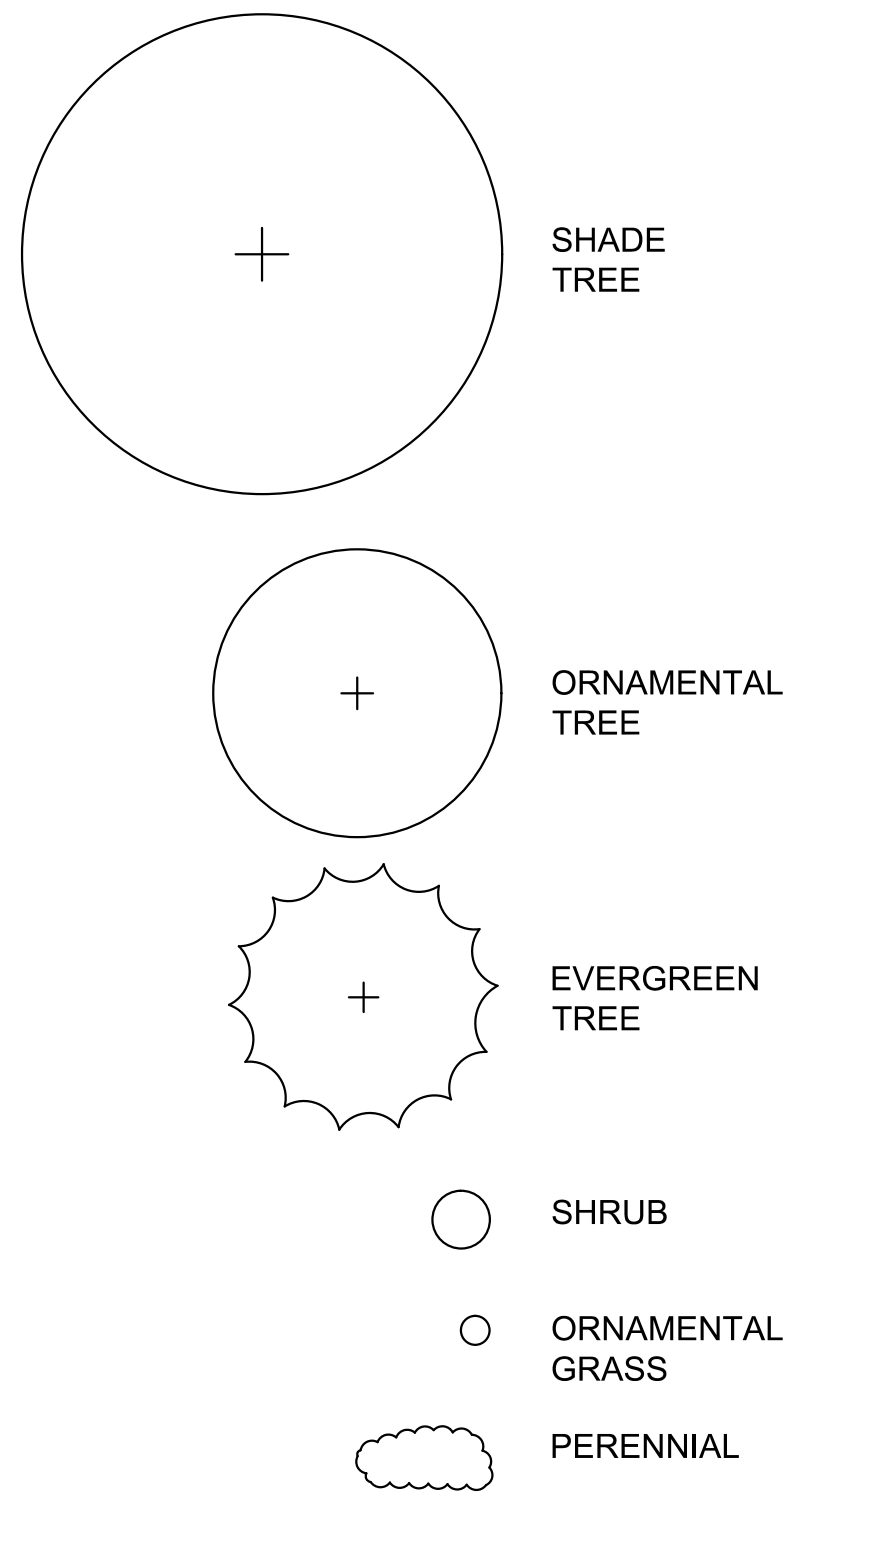 SHADE
TREE
ORNAMENTAL
TREE
EVERGREEN
TREE
SHRUB
ORNAMENTAL
GRASS
PERENNIAL